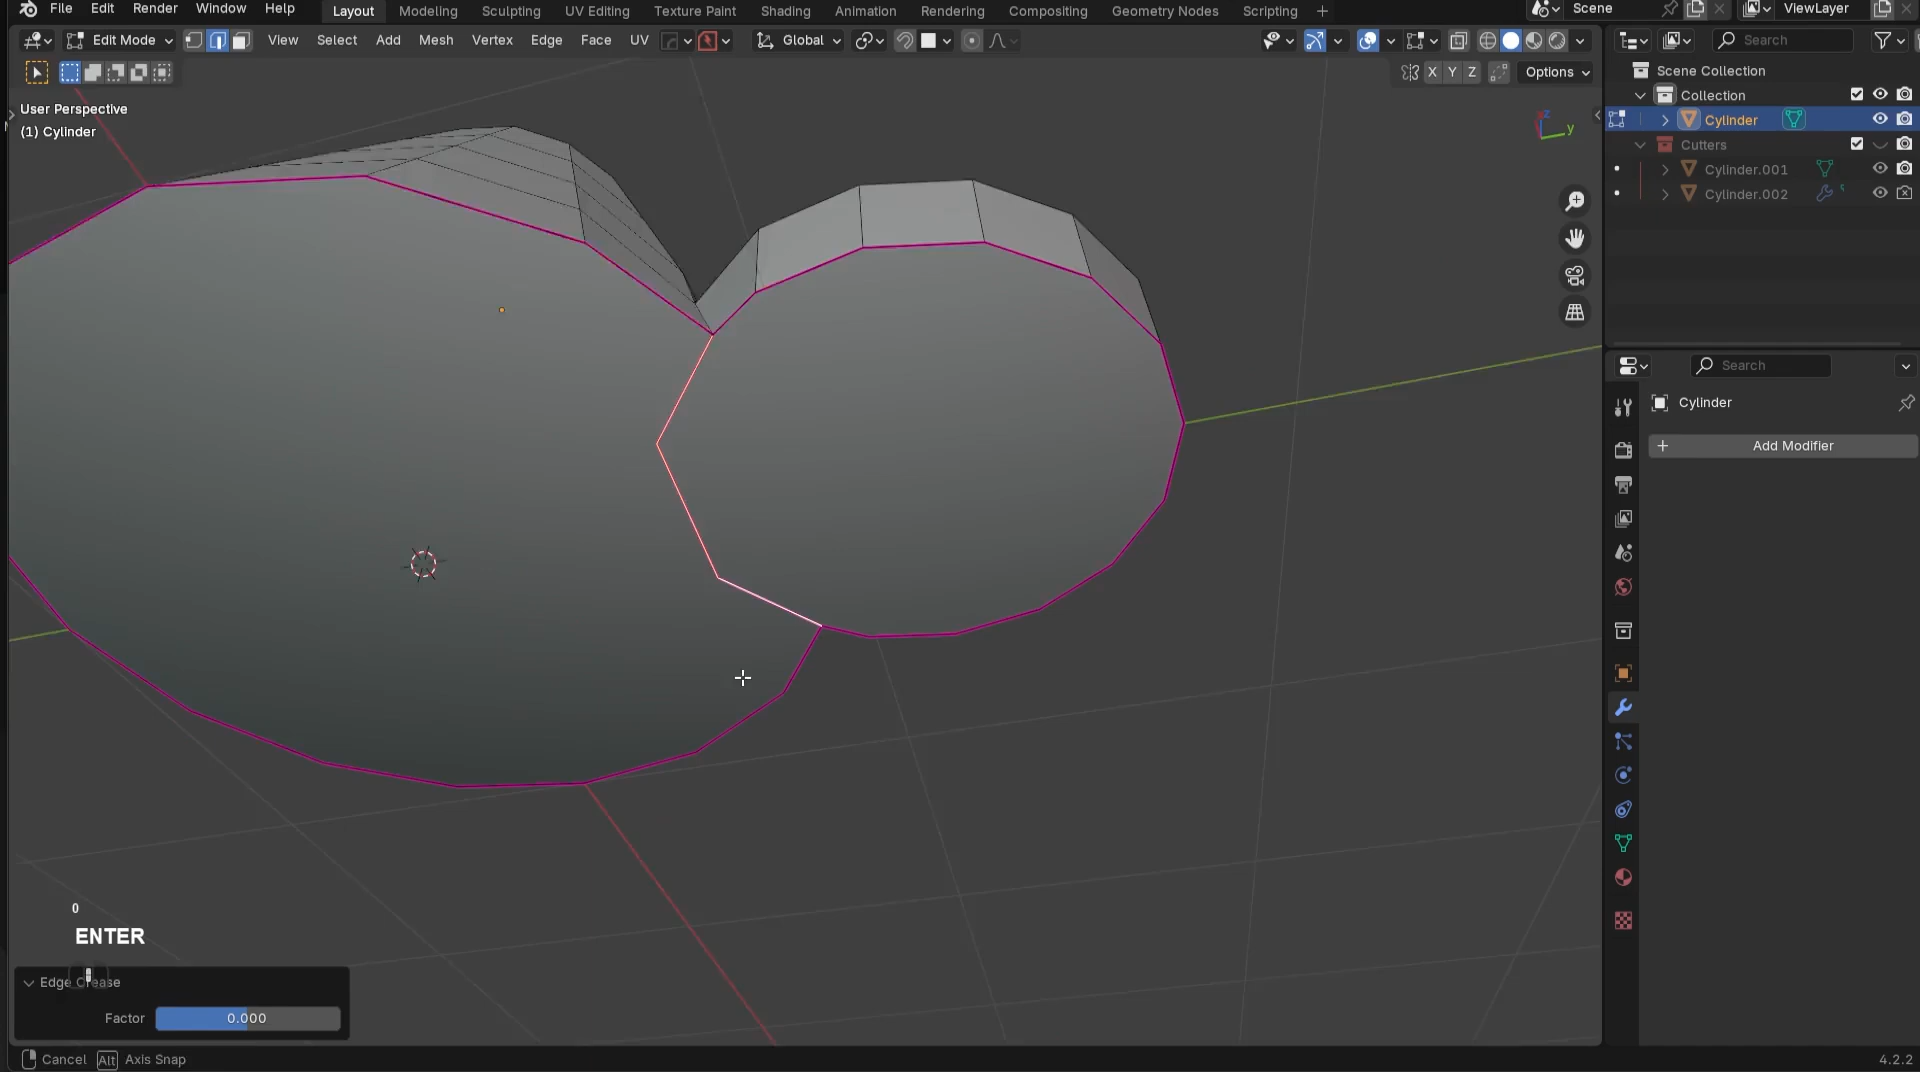 File Edit Render Window Help Layout Modeling Sculpting UV Editing Texture Paint Shading Animation Rendering Compositing Geometry Nodes Scripting + Scene ViewLayer
Edit Mode View Select Add Mesh Vertex Edge Face UV Global Search
X Y Z Options
Scene Collection
Collection
Cylinder
Cutters
Cylinder.001
Cylinder.002
User Perspective
(1) Cylinder
z
y
Search
Cylinder
+ Add Modifier
0
ENTER
Edge Crease
Factor 0.000
Cancel Alt Axis Snap 4.2.2